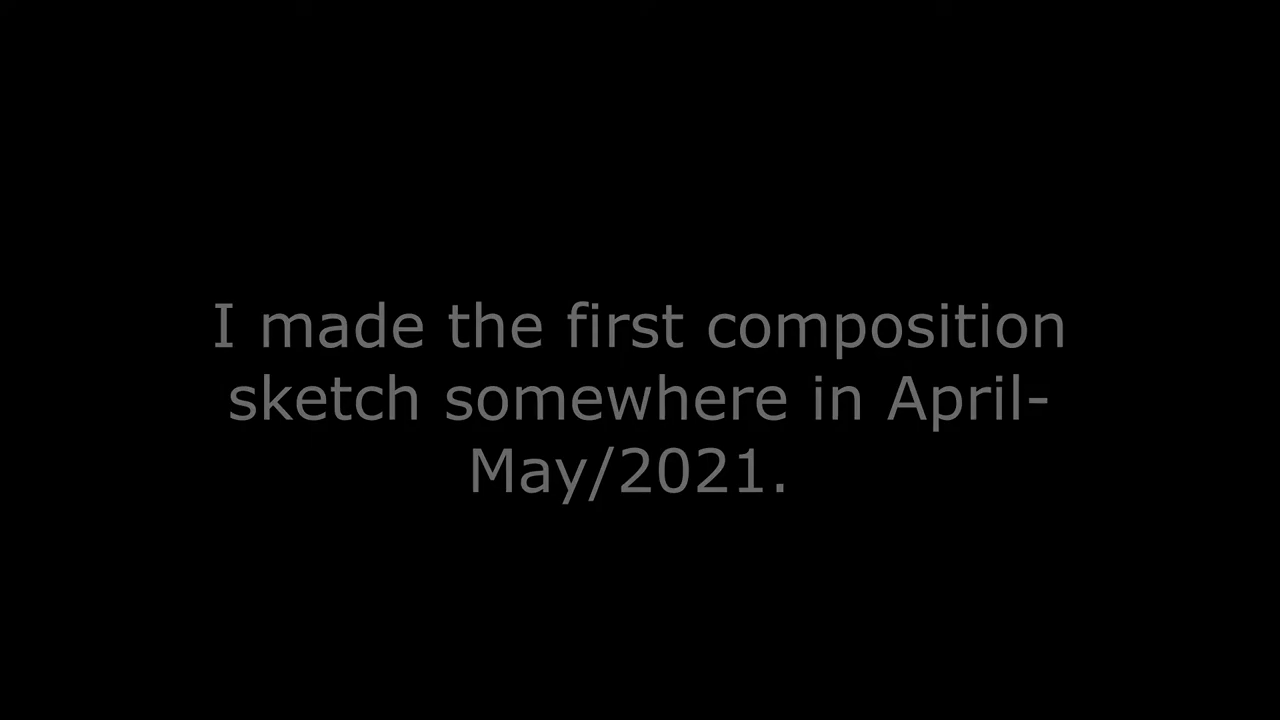 I made the first composition
sketch somewhere in April-
May/2021.